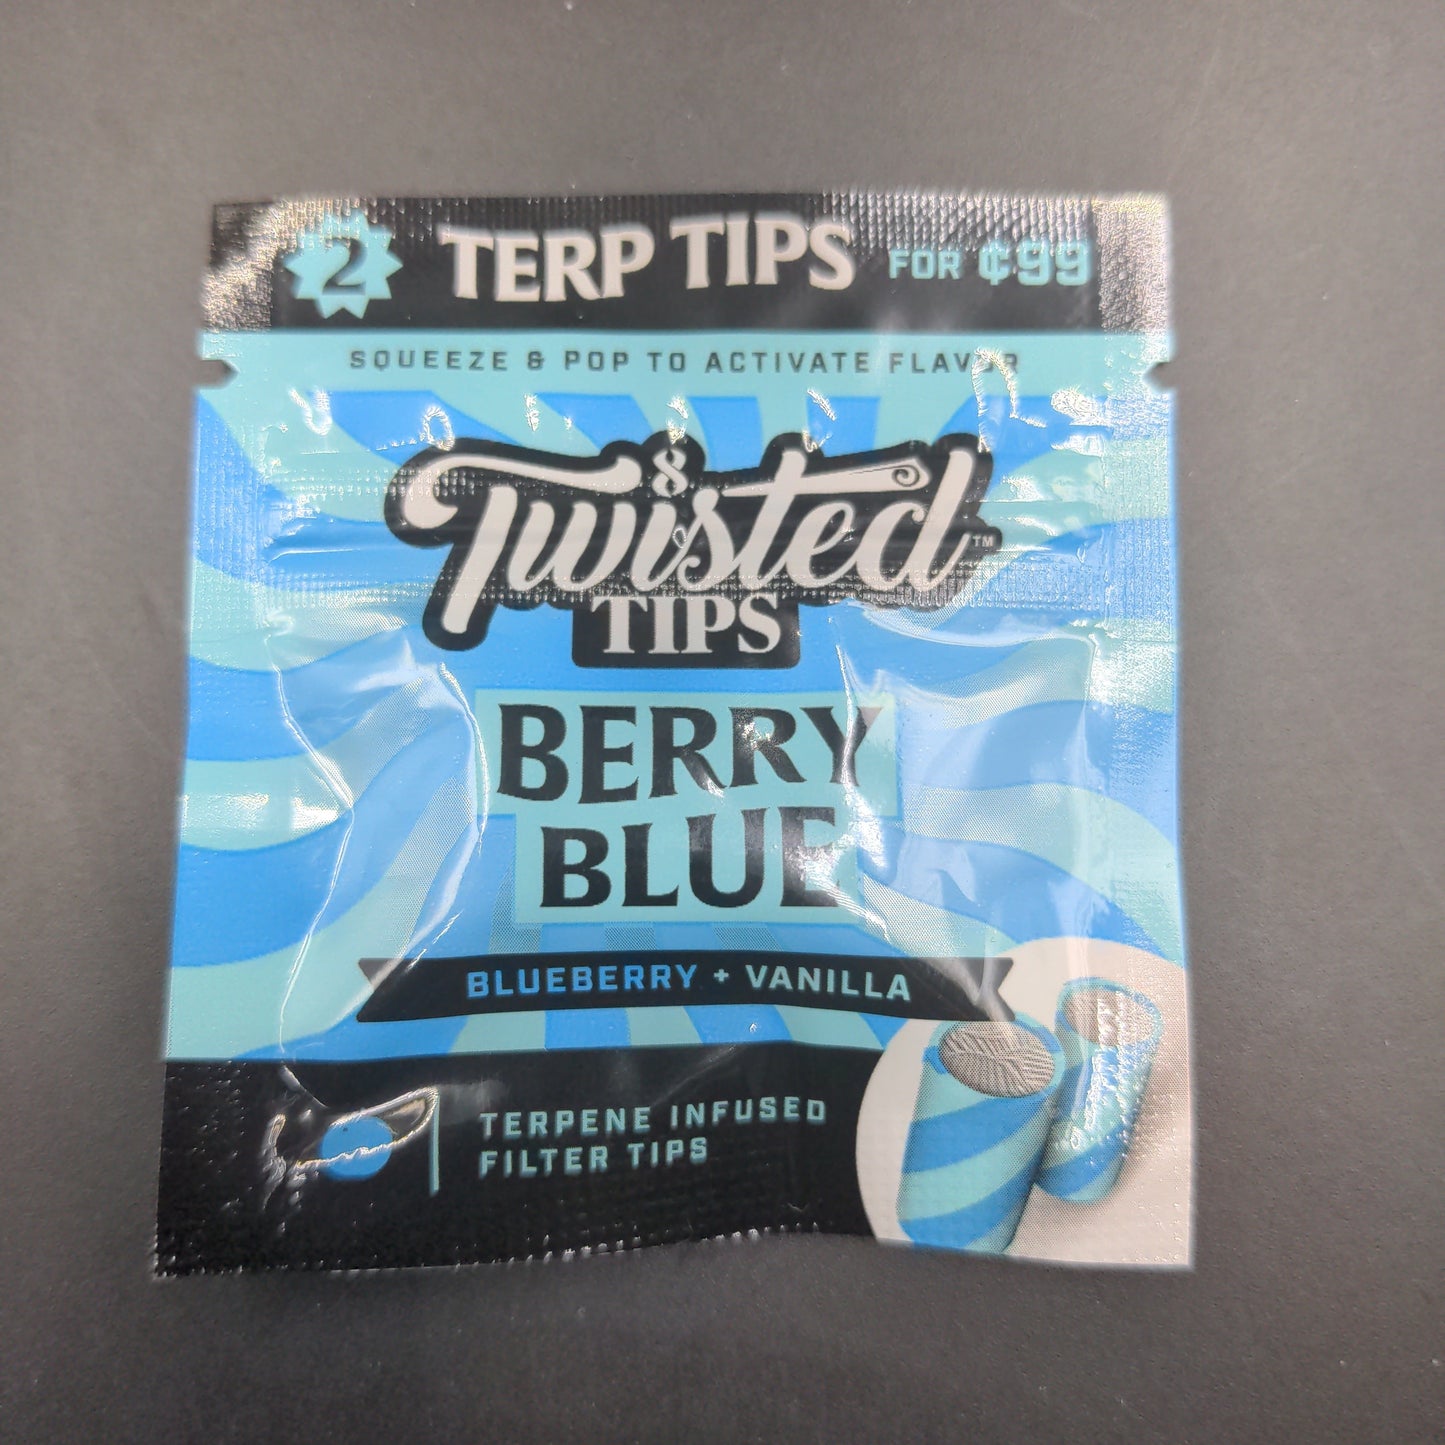 2 TERP TIPS FOR ¢99
SQUEEZE & POP TO ACTIVATE FLAVOR
Twisted™
TIPS
BERRY
BLUE
BLUEBERRY + VANILLA
TERPENE INFUSED
FILTER TIPS